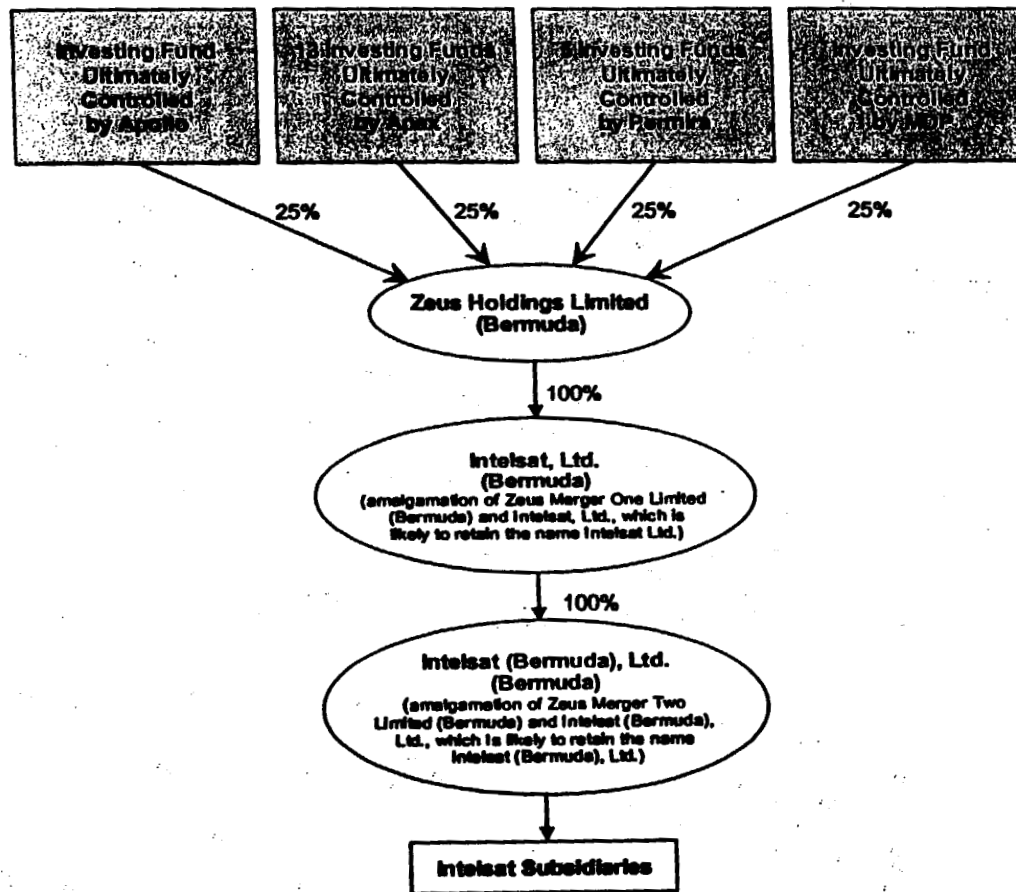 Investing Fund
Ultimately
Controlled
by Apollo
Investing Funds
Ultimately
Controlled
by Apax
Investing Funds
Ultimately
Controlled
by Permira
Investing Fund
Ultimately
Controlled
by MDP
25%
25%
25%
25%
Zeus Holdings Limited
(Bermuda)
100%
Intelsat, Ltd.
(Bermuda)
(amalgamation of Zeus Merger One Limited
(Bermuda) and Intelsat, Ltd., which is
likely to retain the name Intelsat Ltd.)
100%
Intelsat (Bermuda), Ltd.
(Bermuda)
(amalgamation of Zeus Merger Two
Limited (Bermuda) and Intelsat (Bermuda),
Ltd., which is likely to retain the name
Intelsat (Bermuda), Ltd.)
Intelsat Subsidiaries